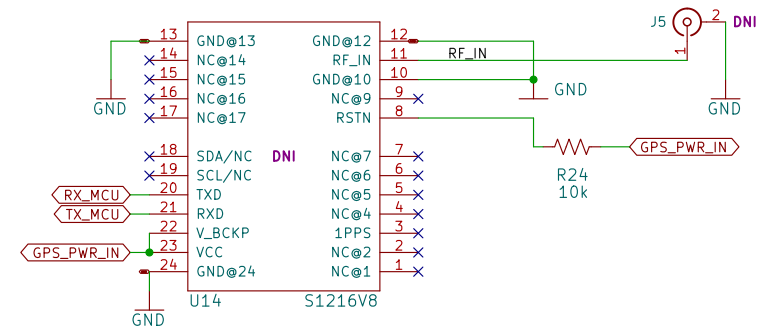 J5
2
DNI
1
13
GND@13
GND@12
12
14
NC@14
RF_IN
11
RF_IN
15
NC@15
GND@10
10
16
NC@16
NC@9
9
GND
17
NC@17
RSTN
8
GND
GND
18
SDA/NC
DNI
NC@7
7
GPS_PWR_IN
19
SCL/NC
NC@6
6
R24
10k
RX_MCU
20
TXD
NC@5
5
TX_MCU
21
RXD
NC@4
4
22
V_BCKP
1PPS
3
GPS_PWR_IN
23
VCC
NC@2
2
24
GND@24
NC@1
1
U14
S1216V8
GND